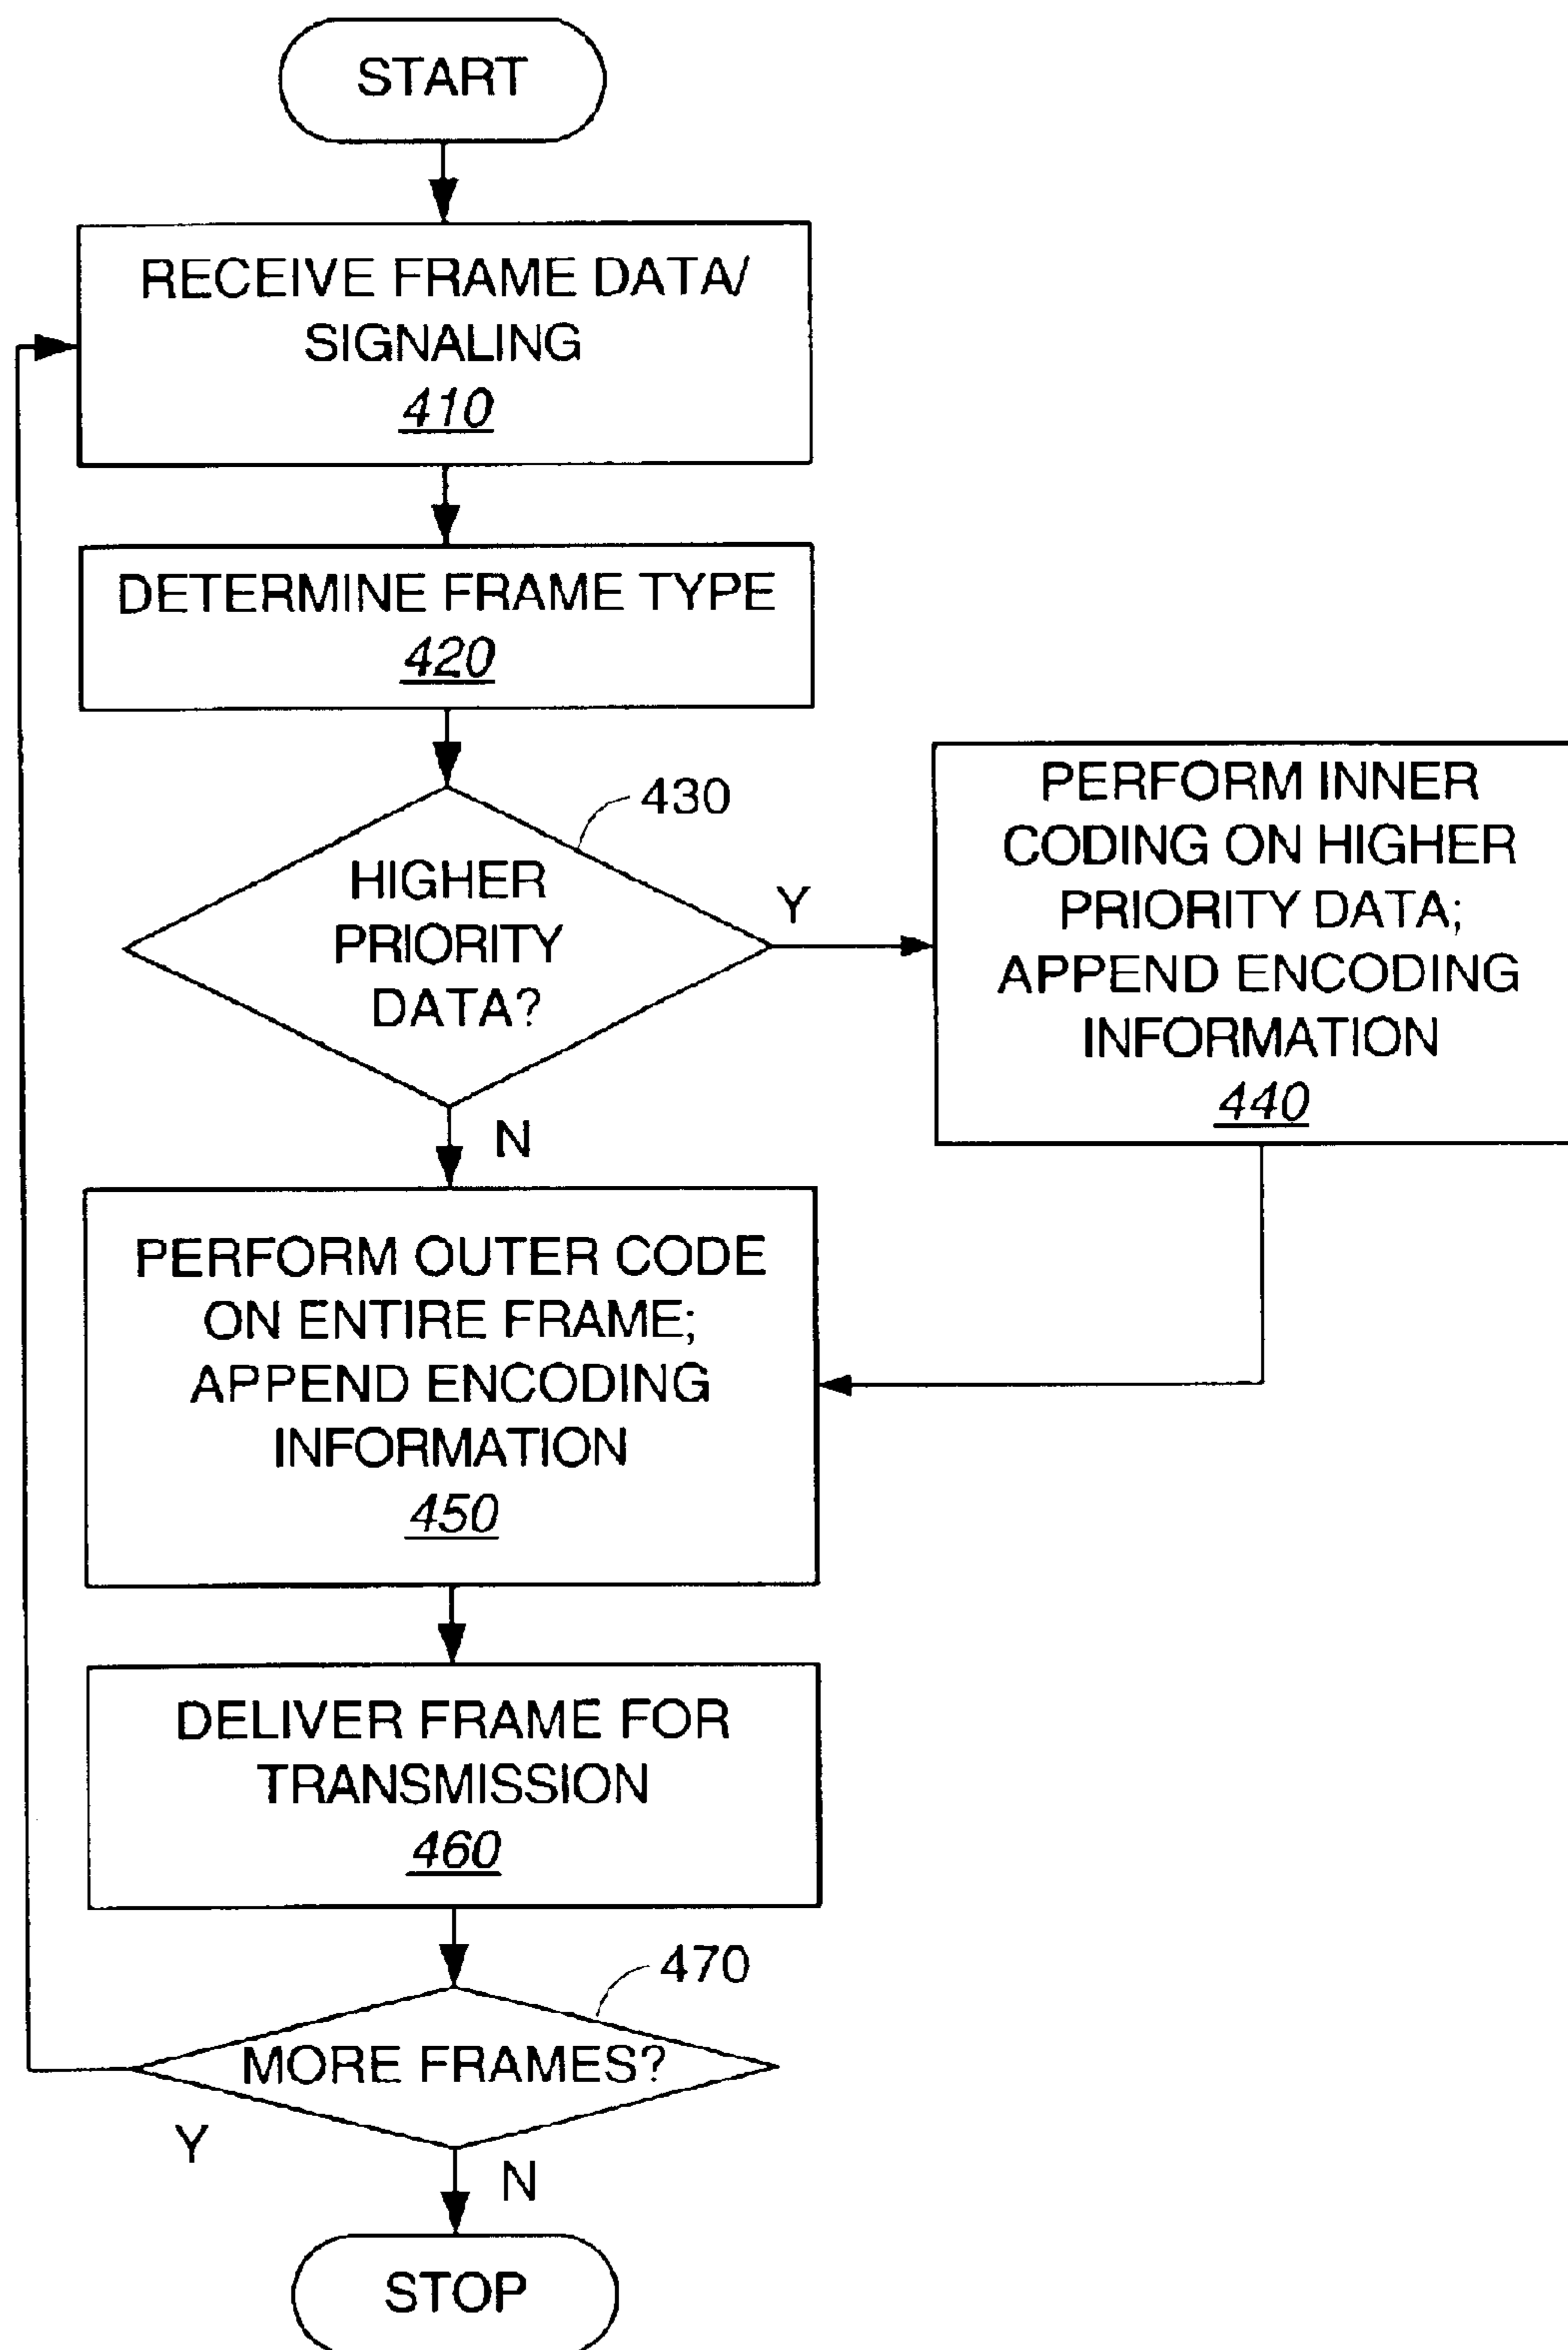 START
RECEIVE FRAME DATA/
SIGNALING
410
DETERMINE FRAME TYPE
420
430
HIGHER
PRIORITY
DATA?
Y
N
PERFORM INNER
CODING ON HIGHER
PRIORITY DATA;
APPEND ENCODING
INFORMATION
440
PERFORM OUTER CODE
ON ENTIRE FRAME;
APPEND ENCODING
INFORMATION
450
DELIVER FRAME FOR
TRANSMISSION
460
470
MORE FRAMES?
Y
N
STOP